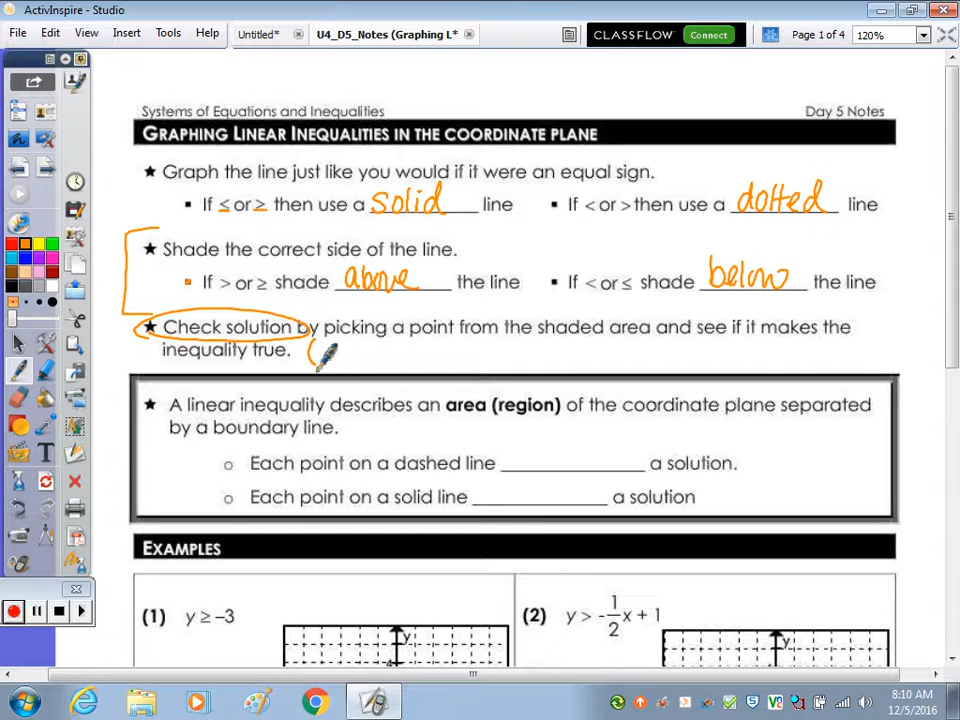 ActivInspire - Studio
File Edit View Insert Tools Help Untitled* U4_D5_Notes (Graphing L* CLASSFLOW Connect Page 1 of 4 120%
Systems of Equations and Inequalities Day 5 Notes
GRAPHING LINEAR INEQUALITIES IN THE COORDINATE PLANE
★ Graph the line just like you would if it were an equal sign.
▪ If ≤ or ≥ then use a solid line ▪ If < or > then use a dotted line
★ Shade the correct side of the line.
▪ If > or ≥ shade above the line ▪ If < or ≤ shade below the line
★ Check solution by picking a point from the shaded area and see if it makes the
inequality true. (
★ A linear inequality describes an area (region) of the coordinate plane separated
by a boundary line.
o Each point on a dashed line ______________ a solution.
o Each point on a solid line _____________ a solution
EXAMPLES
(1) y ≥ –3 (2) y > -1/2x + 1
y y
4
8:10 AM
12/5/2016